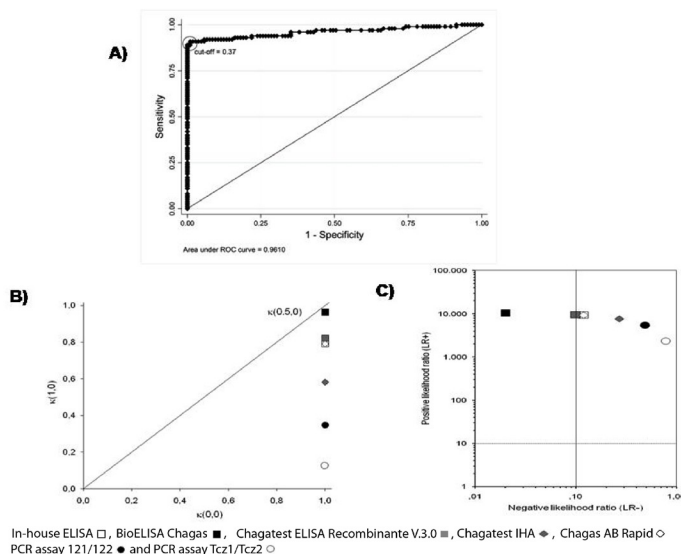 A)
Sensitivity
1.00
0.75
0.50
0.25
0.00
cut-off = 0.37
0.00 0.25 0.50 0.75 1.00
1 - Specificity
Area under ROC curve = 0.9610
B)
κ(1,0)
1,0
0,8
0,6
0,4
0,2
0,0
κ(0.5,0)
0,0 0,2 0,4 0,6 0,8 1,0
κ(0,0)
C)
Positive likelihood ratio (LR+)
100.000
10.000
1.000
100
10
1
.01 .10 1.00
Negative likelihood ratio (LR-)
In-house ELISA □, BioELISA Chagas ■, Chagatest ELISA Recombinante V.3.0 ■, Chagatest IHA ◆, Chagas AB Rapid ◇
PCR assay 121/122 ● and PCR assay Tcz1/Tcz2 ○